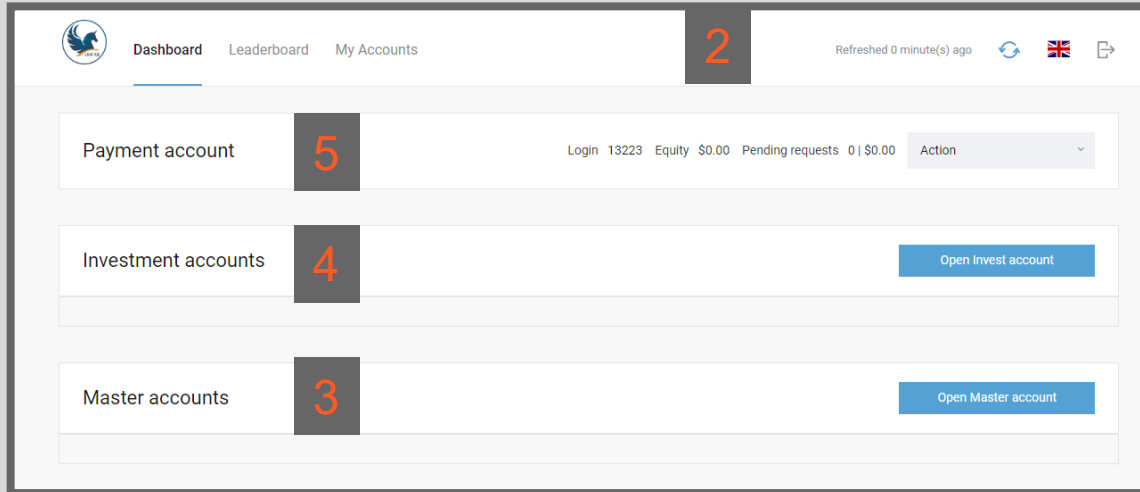 Dashboard Leaderboard My Accounts 2 Refreshed 0 minute(s) ago
Payment account 5 Login 13223 Equity $0.00 Pending requests 0 | $0.00 Action
Investment accounts 4 Open Invest account
Master accounts 3 Open Master account